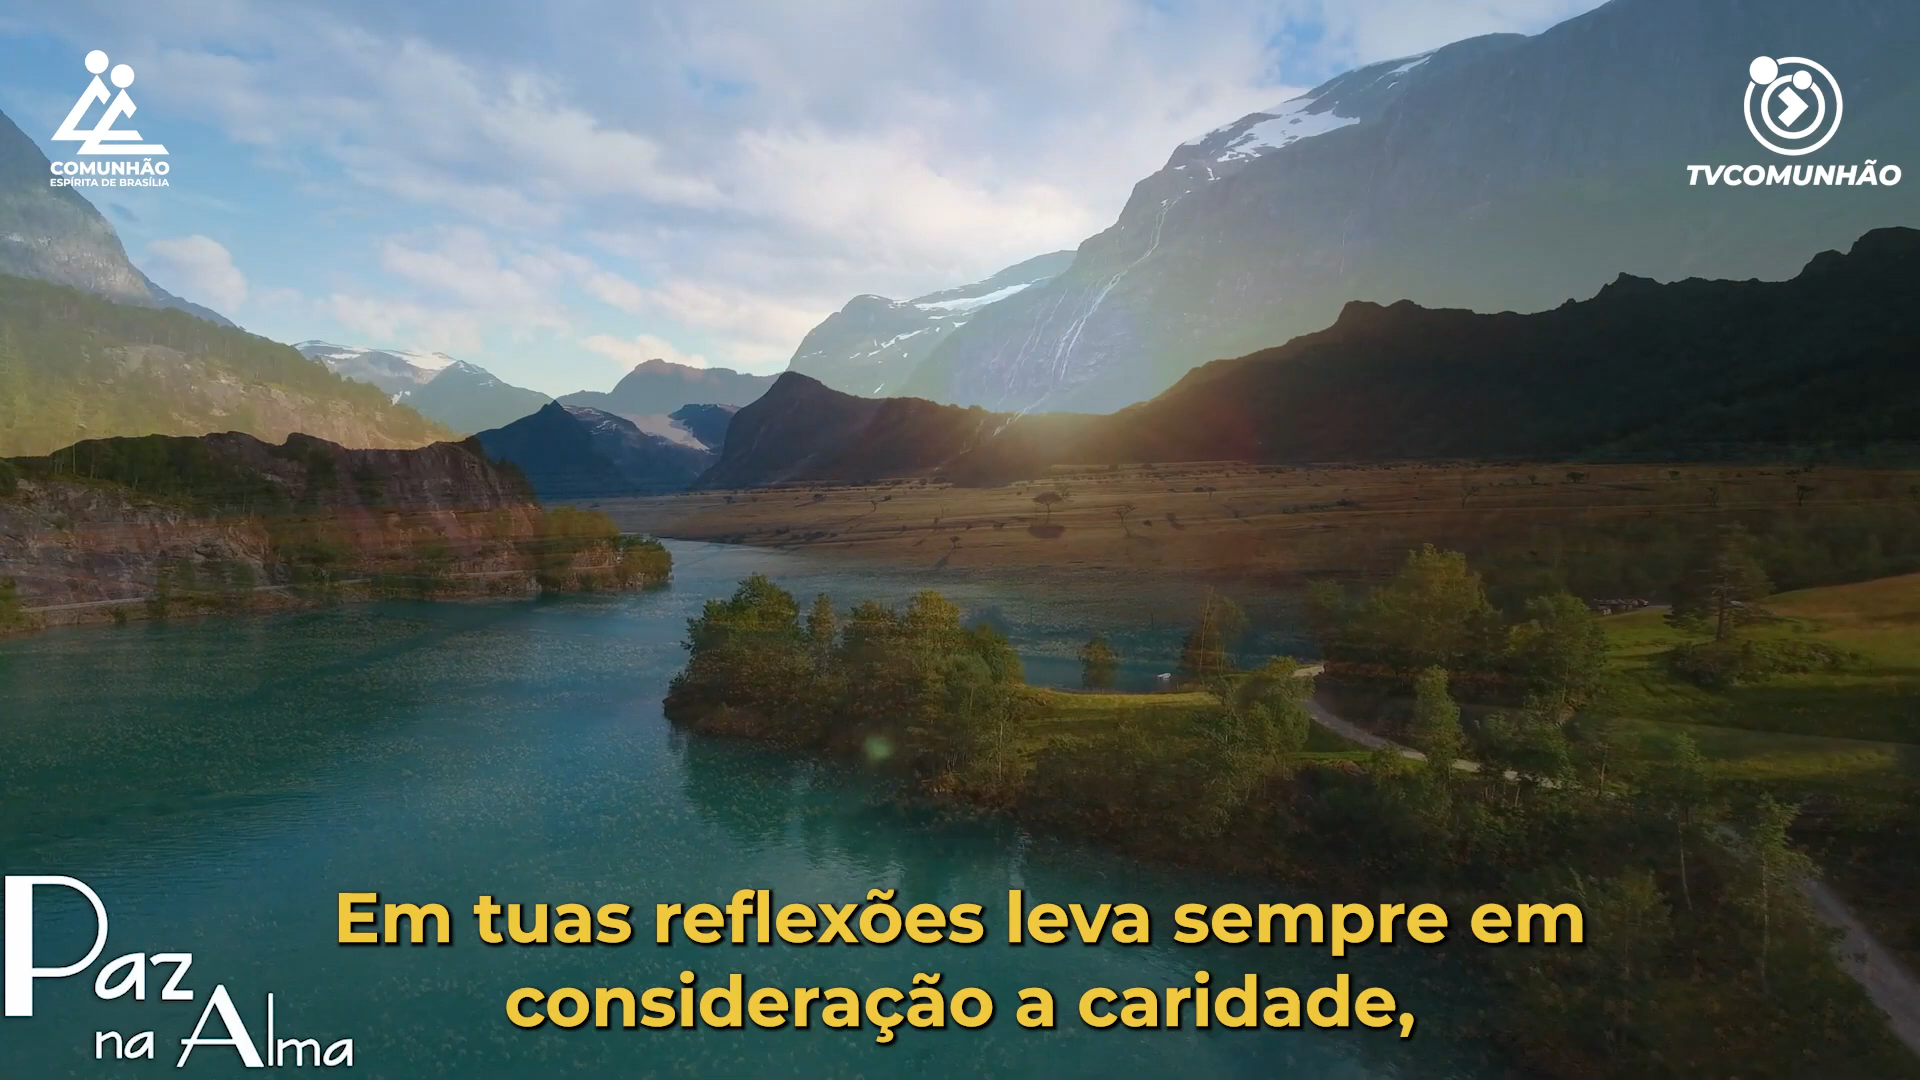 COMUNHÃO
ESPÍRITA DE BRASÍLIA
TVCOMUNHÃO
Em tuas reflexões leva sempre em
consideração a caridade,
Paz
na Alma